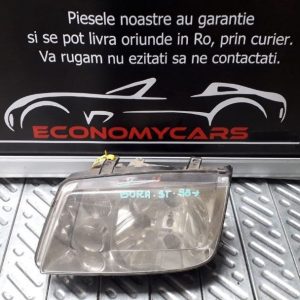 Piesele noastre au garantie
si se pot livra oriunde in Ro, prin curier.
Va rugam nu ezitati sa ne contactati.
ECONOMYCARS
BORA. ST.